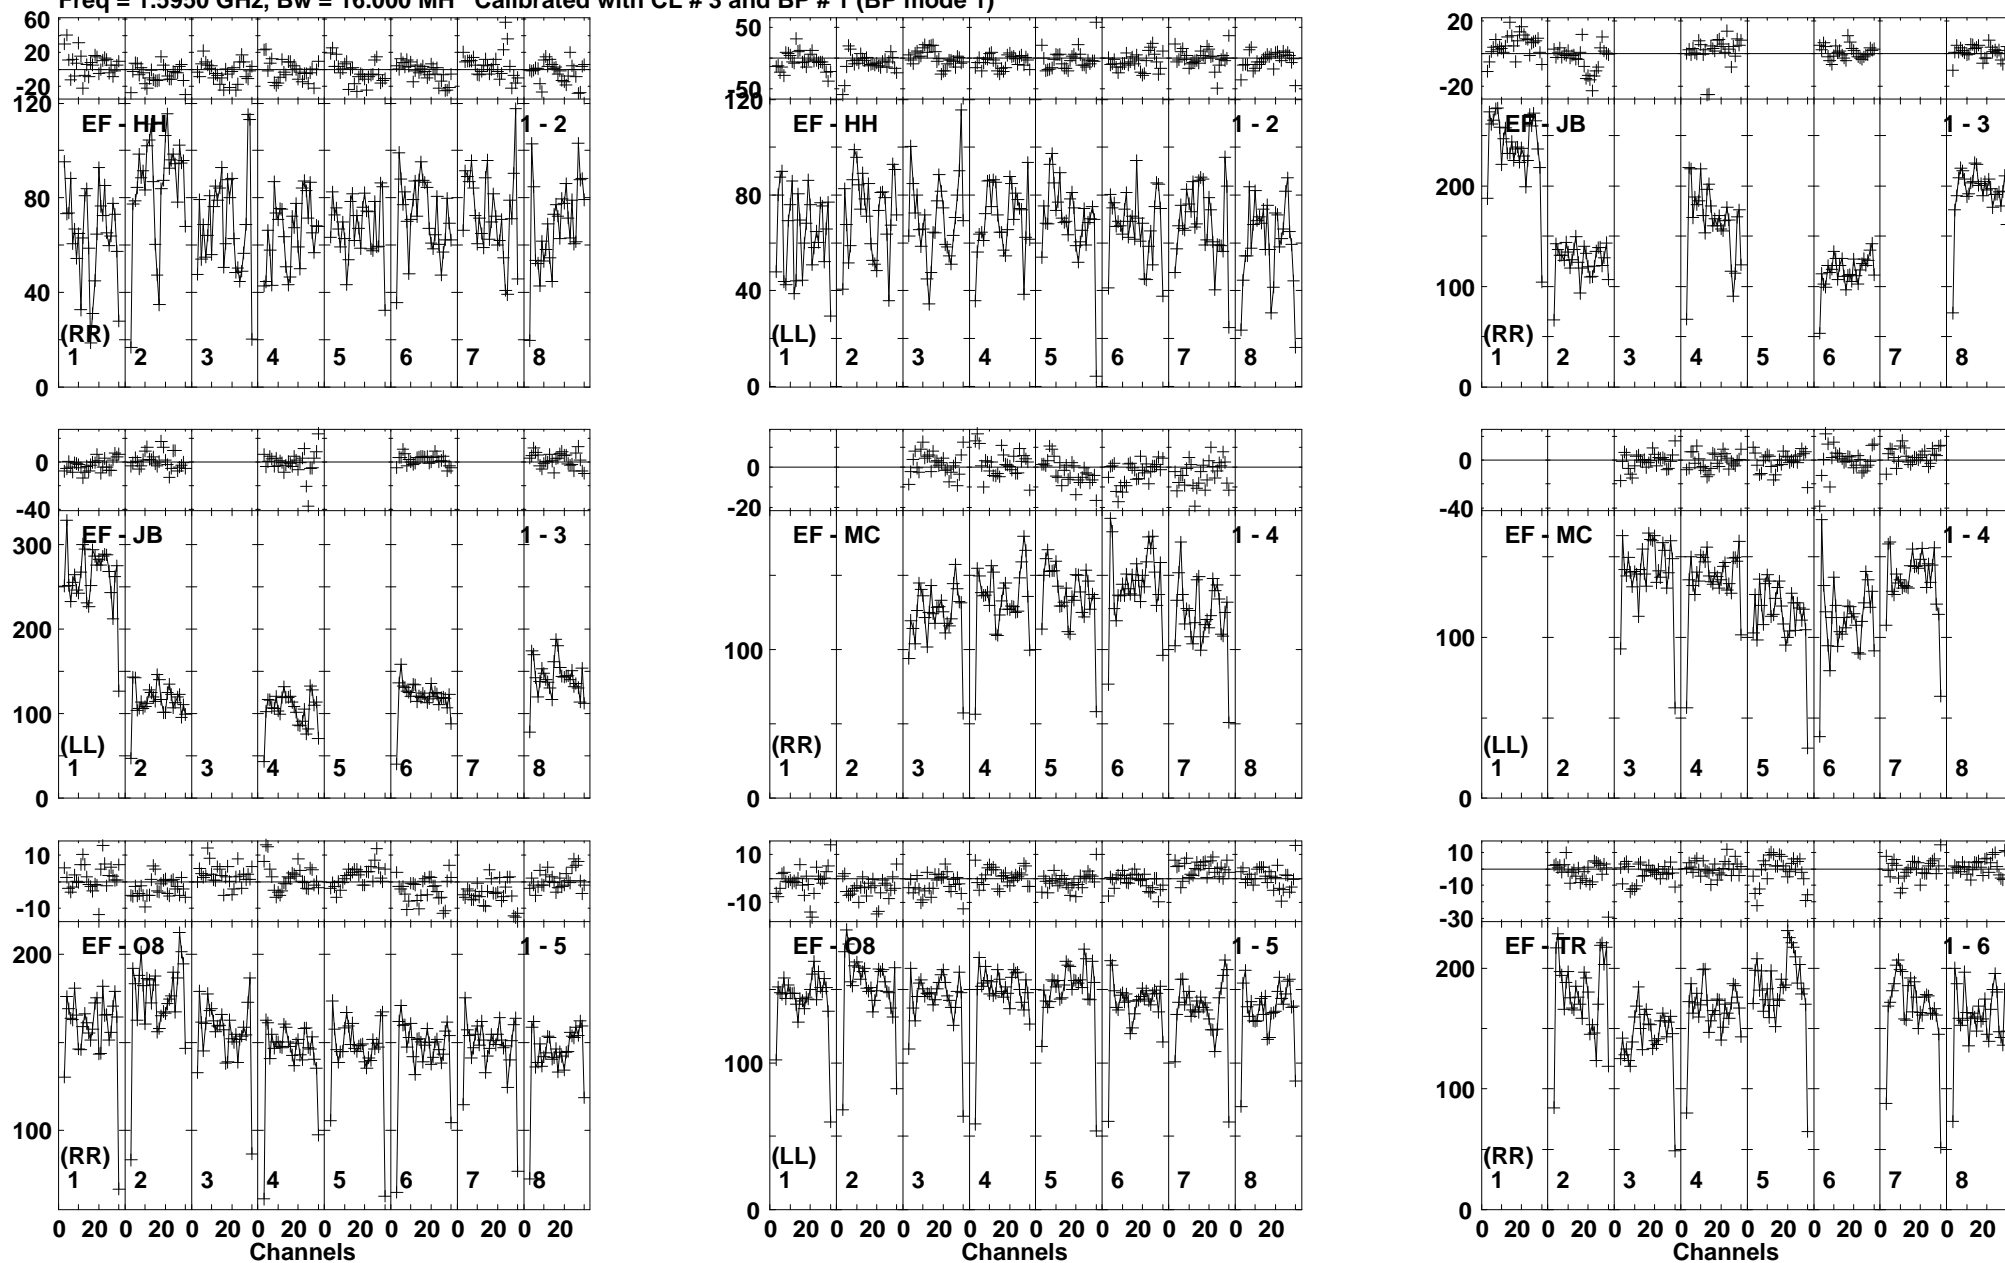 Freq = 1.5950 GHz, Bw = 16.000 MH Calibrated with CL # 3 and BP # 1 (BP mode 1)
60 20 -20
50 -50
20 -20
120 80 40 0
EF - HH 1 - 2
(RR)
1 2 3 4 5 6 7 8
120 80 40 0
EF - HH 1 - 2
(LL)
1 2 3 4 5 6 7 8
200 100 0
EF - JB 1 - 3
(RR)
1 2 3 4 5 6 7 8
0 -40
0 -20
0 -40
300 200 100 0
EF - JB 1 - 3
(LL)
1 2 3 4 5 6 7 8
100 0
EF - MC 1 - 4
(RR)
1 2 3 4 5 6 7 8
100 0
EF - MC 1 - 4
(LL)
1 2 3 4 5 6 7 8
10 -10
10 -10
10 -10 -30
200 100
EF - O8 1 - 5
(RR)
1 2 3 4 5 6 7 8
100 0
EF - O8 1 - 5
(LL)
1 2 3 4 5 6 7 8
200 100 0
EF - TR 1 - 6
(RR)
1 2 3 4 5 6 7 8
0 20 0 20 0 20 0 20 0 20 0 20 0 20 0 20
Channels
0 20 0 20 0 20 0 20 0 20 0 20 0 20 0 20
Channels
0 20 0 20 0 20 0 20 0 20 0 20 0 20 0 20
Channels